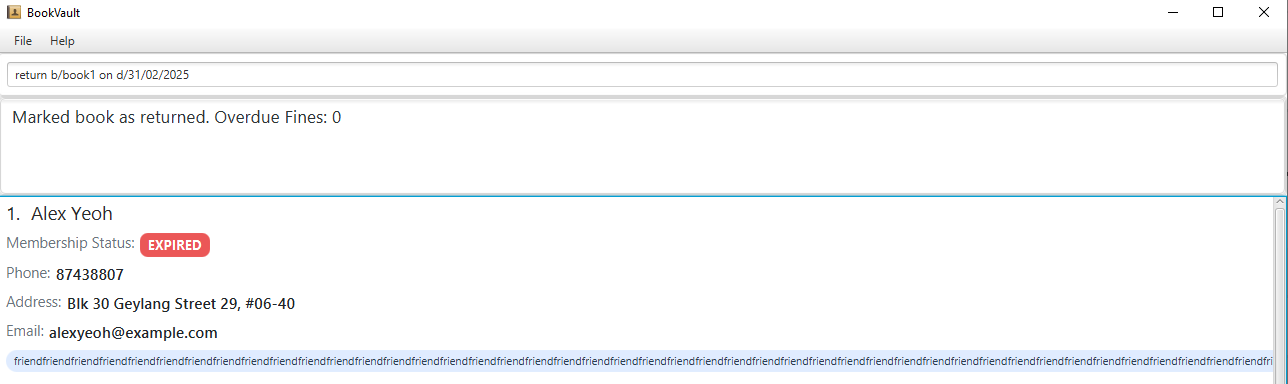 BookVault
File Help
return b/book1 on d/31/02/2025
Marked book as returned. Overdue Fines: 0
1. Alex Yeoh
Membership Status: EXPIRED
Phone: 87438807
Address: Blk 30 Geylang Street 29, #06-40
Email: alexyeoh@example.com
friendfriendfriendfriendfriendfriendfriendfriendfriendfriendfriendfriendfriendfriendfriendfriendfriendfriendfriendfriendfriendfriendfriendfriendfriendfriendfriendfriendfriendfriendfriendfriendfriendfriendfriendfriendfriendfriendfriendfriendfriendfriendfriendfriendfri